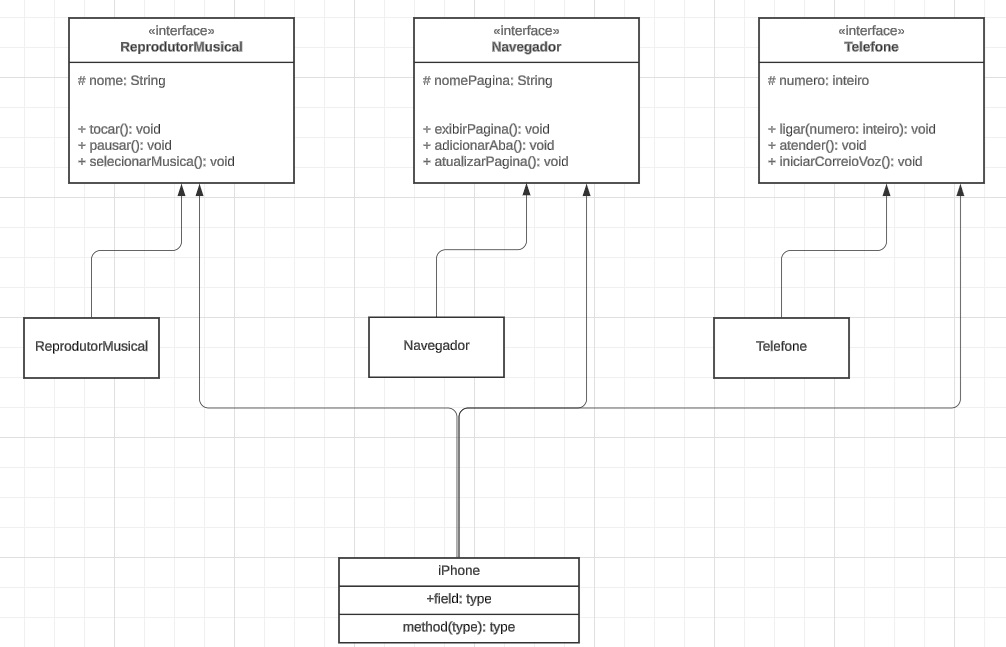 «interface»
ReprodutorMusical
# nome: String
+ tocar(): void
+ pausar(): void
+ selecionarMusica(): void
«interface»
Navegador
# nomePagina: String
+ exibirPagina(): void
+ adicionarAba(): void
+ atualizarPagina(): void
«interface»
Telefone
# numero: inteiro
+ ligar(numero: inteiro): void
+ atender(): void
+ iniciarCorreioVoz(): void
ReprodutorMusical
Navegador
Telefone
iPhone
+field: type
method(type): type